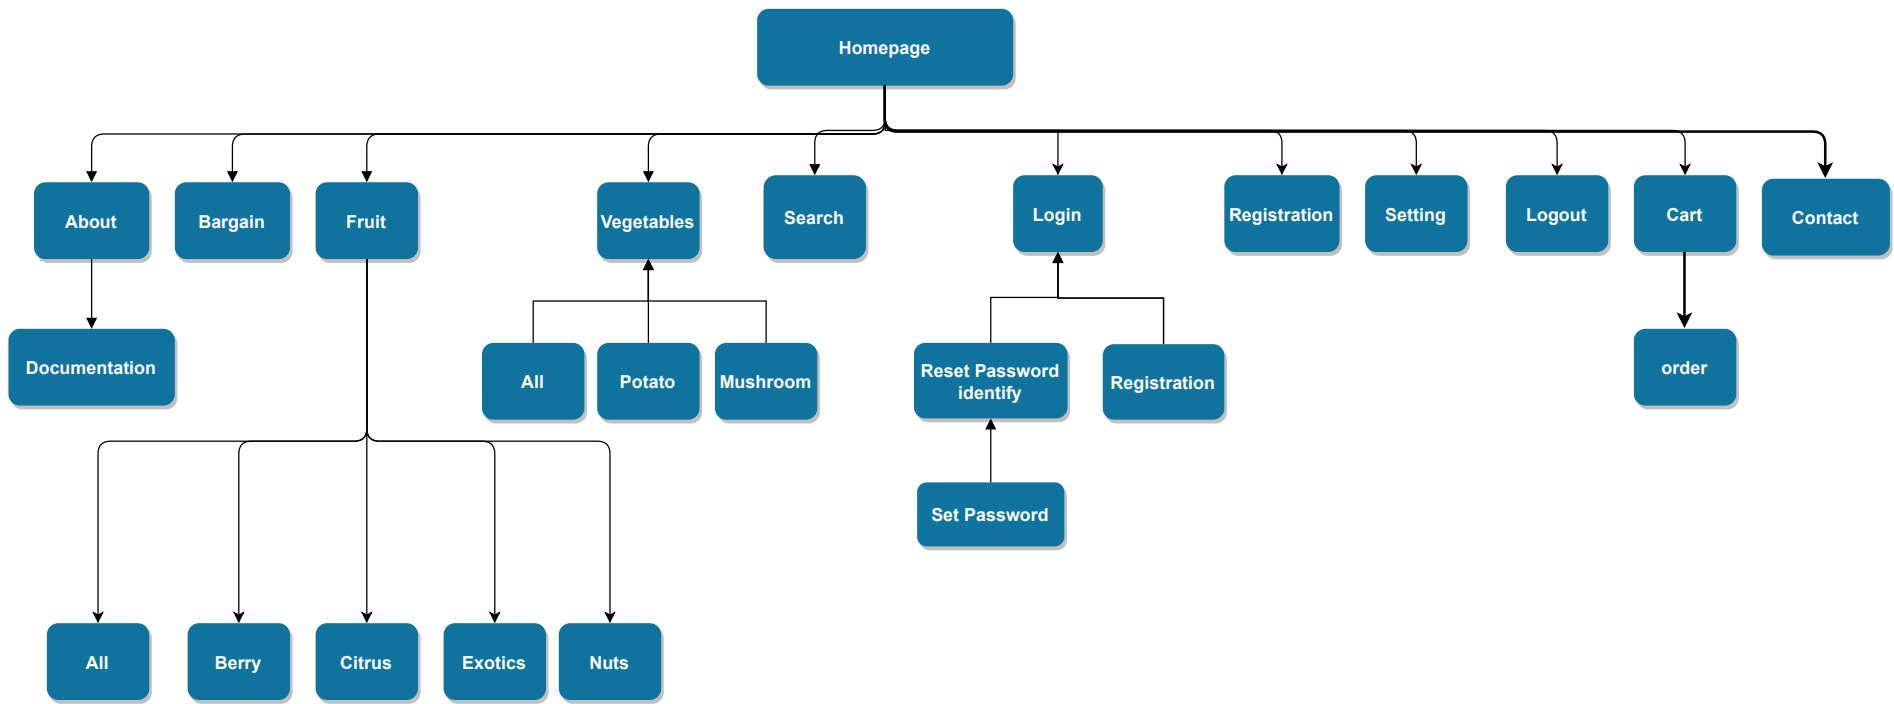 Homepage
About
Bargain
Fruit
Vegetables
Search
Login
Registration
Setting
Logout
Cart
Contact
Documentation
All
Potato
Mushroom
Reset Password
identify
Registration
order
Set Password
All
Berry
Citrus
Exotics
Nuts